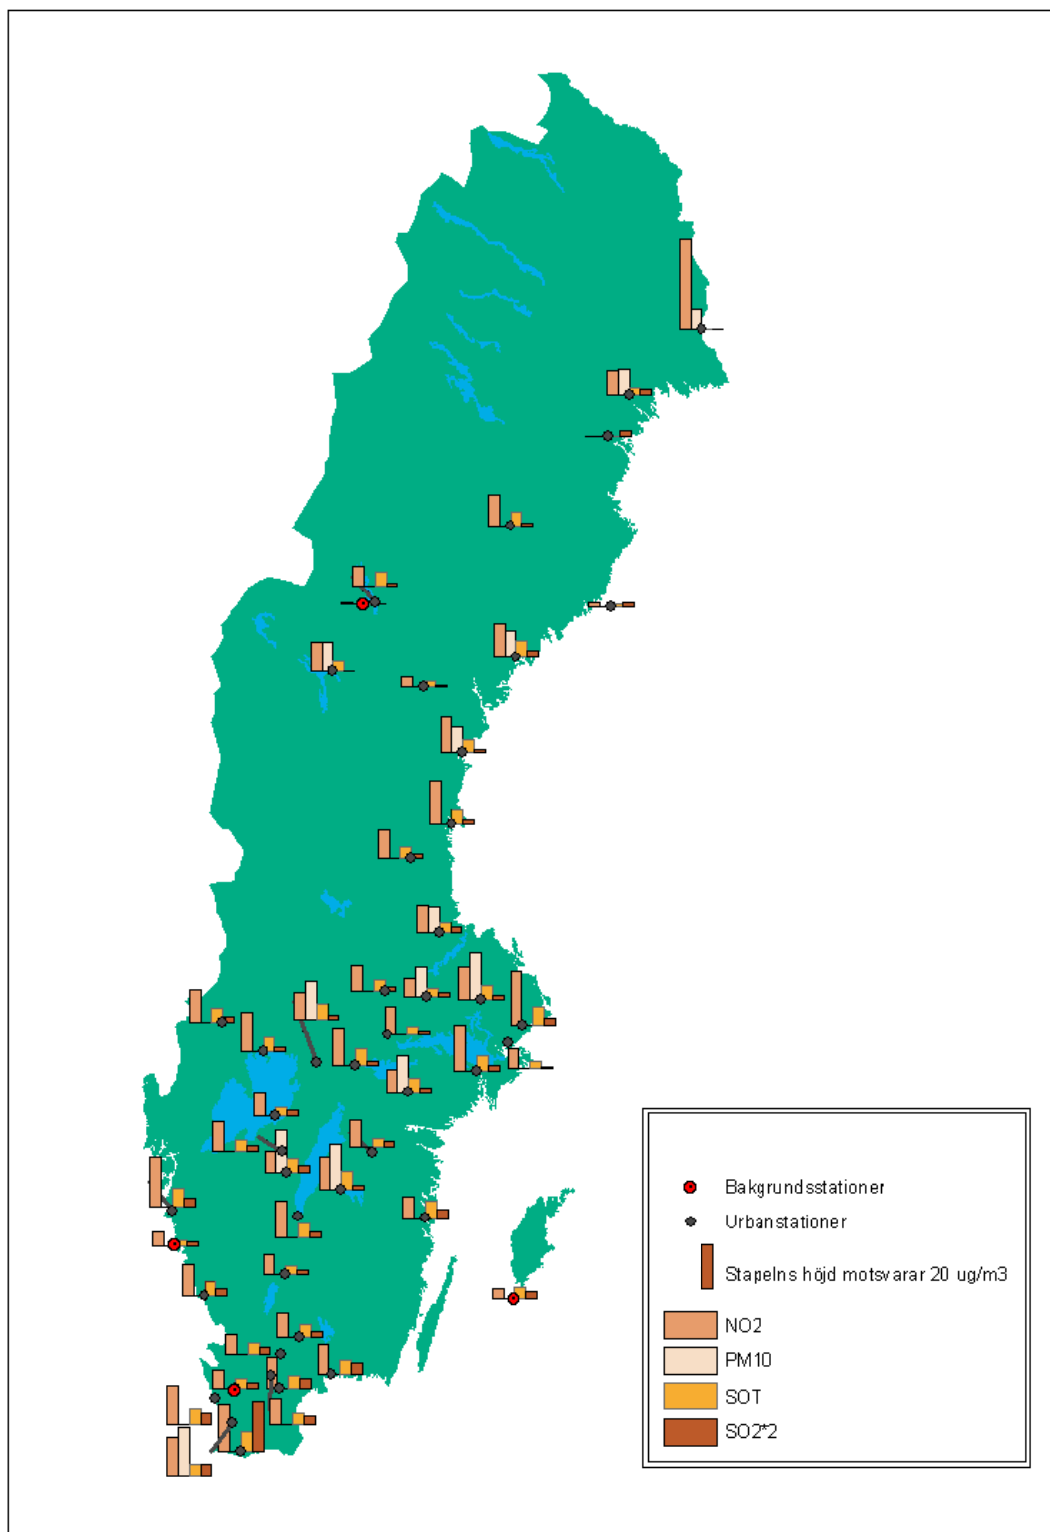 Bakgrundsstationer
Urbanstationer
Stapelns höjd motsvarar 20 ug/m3
NO2
PM10
SOT
SO2*2